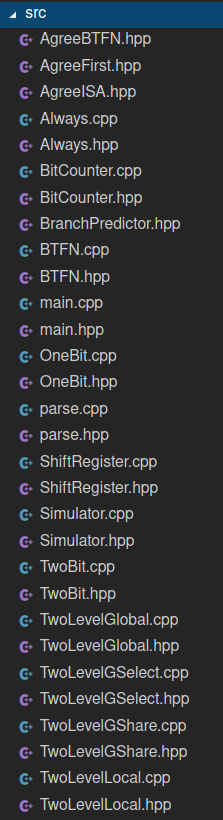 src
AgreeBTFN.hpp
AgreeFirst.hpp
AgreeISA.hpp
Always.cpp
Always.hpp
BitCounter.cpp
BitCounter.hpp
BranchPredictor.hpp
BTFN.cpp
BTFN.hpp
main.cpp
main.hpp
OneBit.cpp
OneBit.hpp
parse.cpp
parse.hpp
ShiftRegister.cpp
ShiftRegister.hpp
Simulator.cpp
Simulator.hpp
TwoBit.cpp
TwoBit.hpp
TwoLevelGlobal.cpp
TwoLevelGlobal.hpp
TwoLevelGSelect.cpp
TwoLevelGSelect.hpp
TwoLevelGShare.cpp
TwoLevelGShare.hpp
TwoLevelLocal.cpp
TwoLevelLocal.hpp